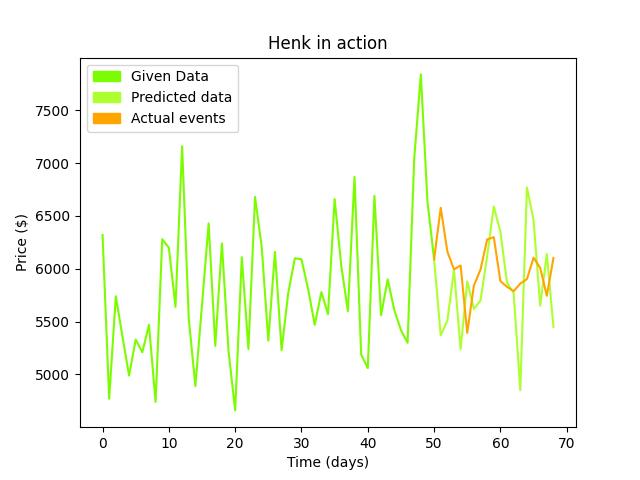 Henk in action
Given Data
Predicted data
Actual events
Price ($)
7500
7000
6500
6000
5500
5000
0 10 20 30 40 50 60 70
Time (days)